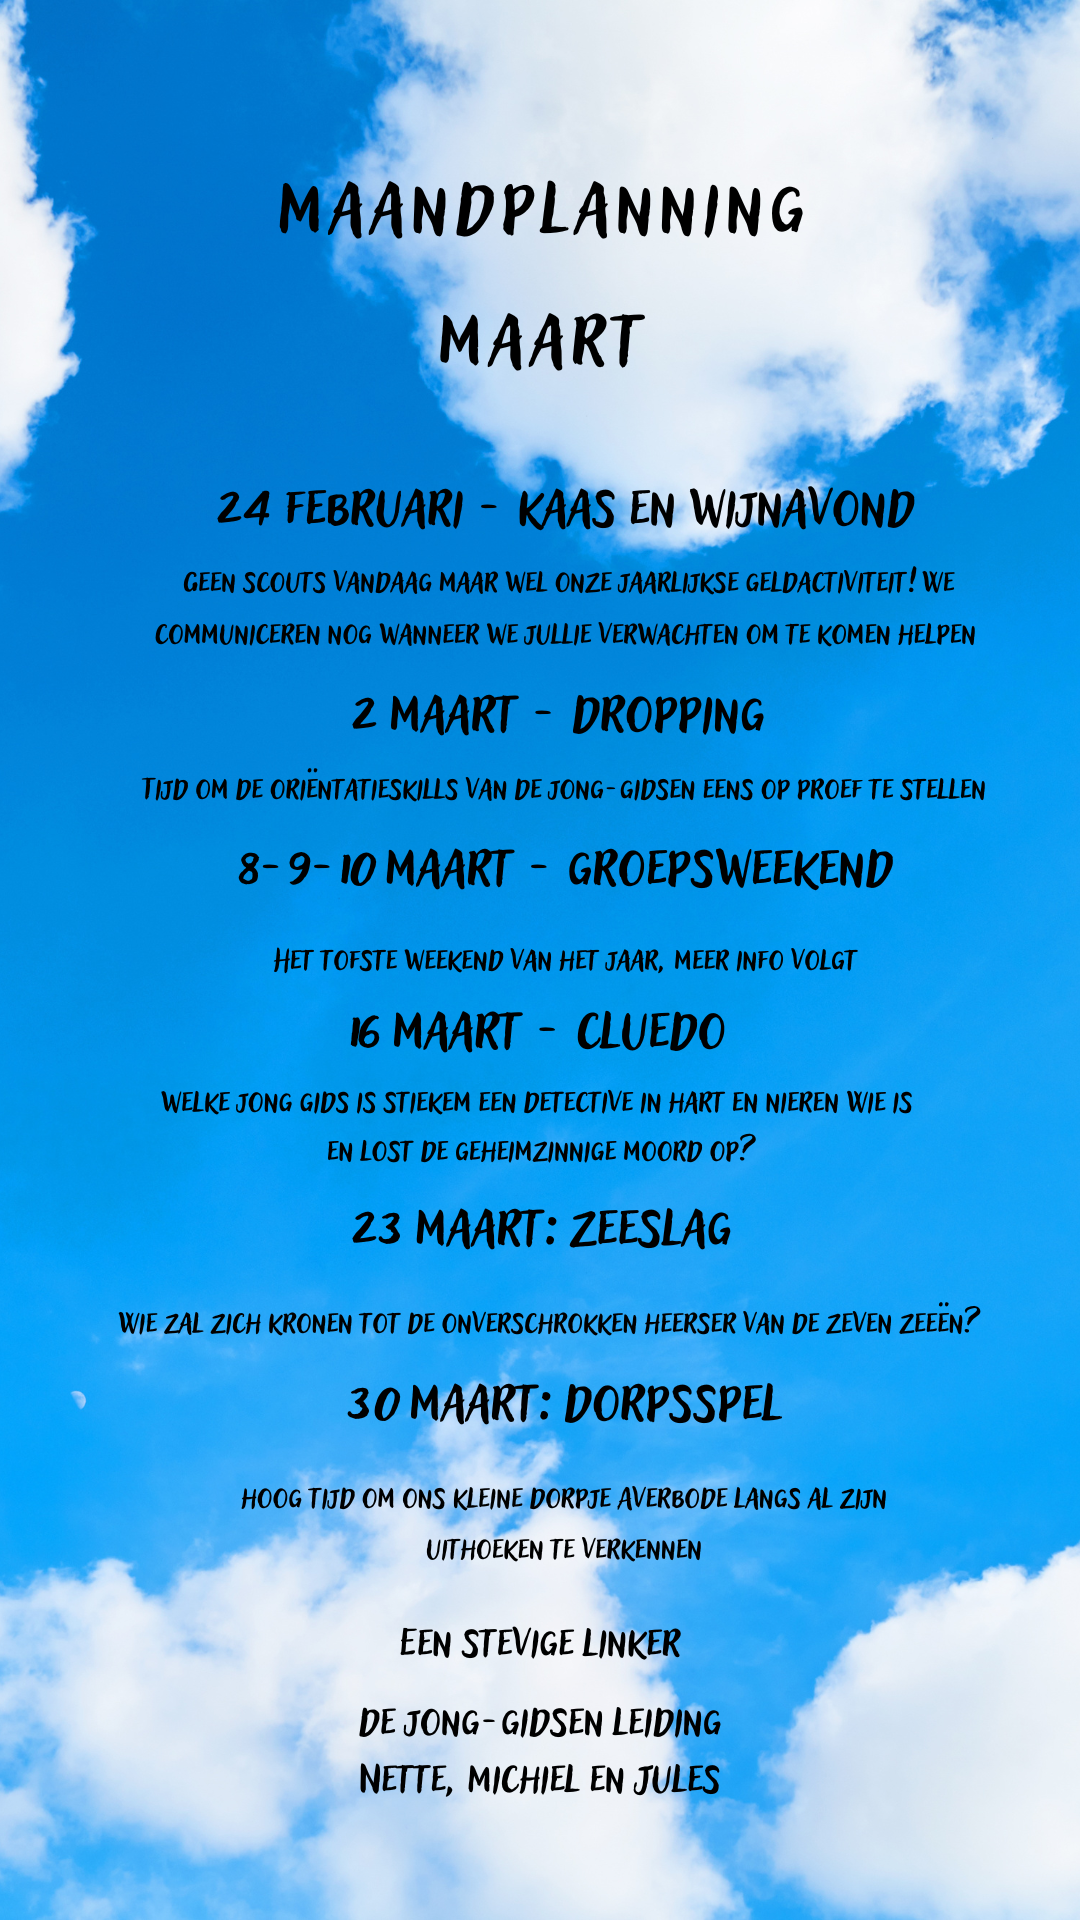 MAANDPLANNING
MAART
24 FEBRUARI - KAAS EN WIJNAVOND
GEEN SCOUTS VANDAAG MAAR WEL ONZE JAARLIJKSE GELDACTIVITEIT! WE
COMMUNICEREN NOG WANNEER WE JULLIE VERWACHTEN OM TE KOMEN HELPEN
2 MAART - DROPPING
TIJD OM DE ORIËNTATIESKILLS VAN DE JONG-GIDSEN EENS OP PROEF TE STELLEN
8-9-10 MAART - GROEPSWEEKEND
HET TOFSTE WEEKEND VAN HET JAAR, MEER INFO VOLGT
16 MAART - CLUEDO
WELKE JONG GIDS IS STIEKEM EEN DETECTIVE IN HART EN NIEREN WIE IS
EN LOST DE GEHEIMZINNIGE MOORD OP?
23 MAART: ZEESLAG
WIE ZAL ZICH KRONEN TOT DE ONVERSCHROKKEN HEERSER VAN DE ZEVEN ZEEËN?
30 MAART: DORPSSPEL
HOOG TIJD OM ONS KLEINE DORPJE AVERBODE LANGS AL ZIJN
UITHOEKEN TE VERKENNEN
EEN STEVIGE LINKER
DE JONG-GIDSEN LEIDING
NETTE, MICHIEL EN JULES